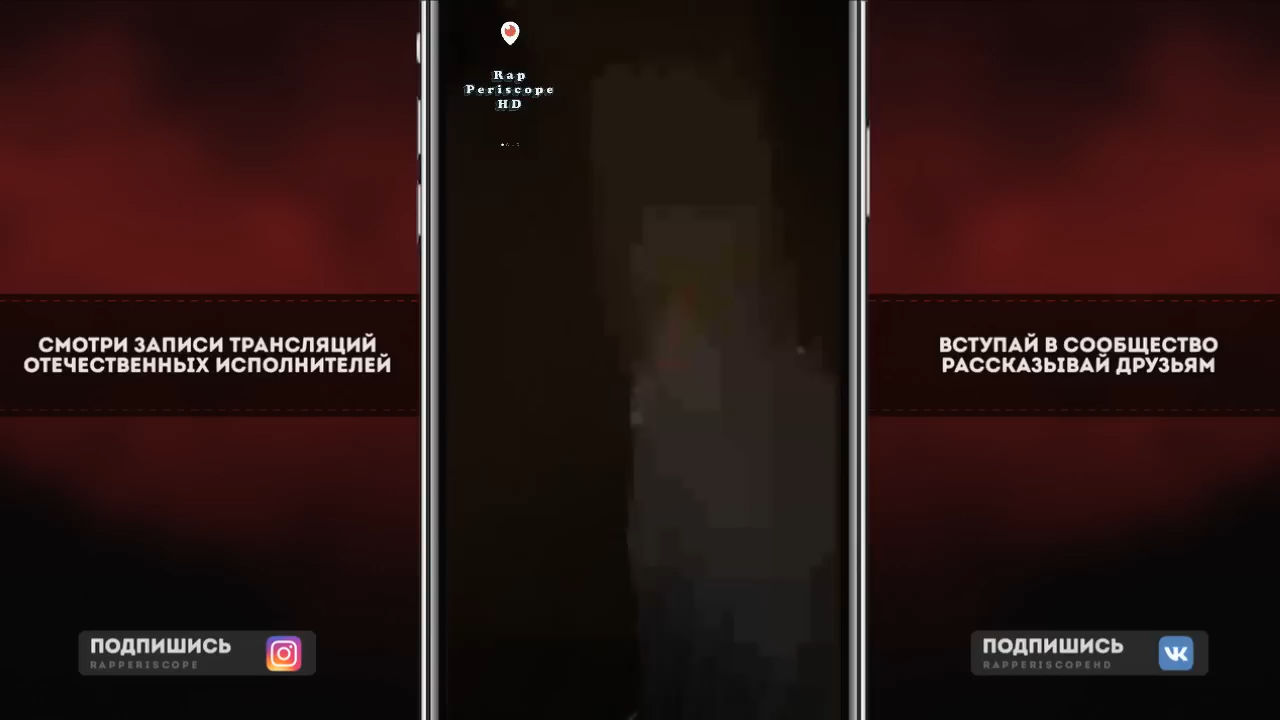 Rap
Periscope
HD
СМОТРИ ЗАПИСИ ТРАНСЛЯЦИЙ
ОТЕЧЕСТВЕННЫХ ИСПОЛНИТЕЛЕЙ
ВСТУПАЙ В СООБЩЕСТВО
РАССКАЗЫВАЙ ДРУЗЬЯМ
ПОДПИШИСЬ
RAPPERISCOPE
ПОДПИШИСЬ
RAPPERISCOPEHD